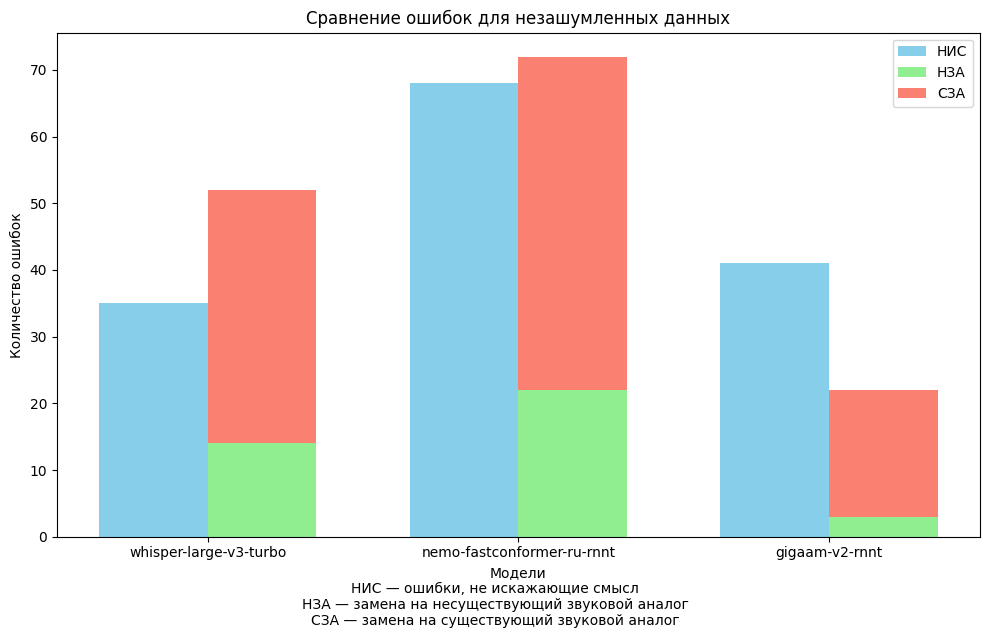 Сравнение ошибок для незашумленных данных
НИС
НЗА
СЗА
Количество ошибок
70
60
50
40
30
20
10
0
whisper-large-v3-turbo
nemo-fastconformer-ru-rnnt
gigaam-v2-rnnt
Модели
НИС — ошибки, не искажающие смысл
НЗА — замена на несуществующий звуковой аналог
СЗА — замена на существующий звуковой аналог